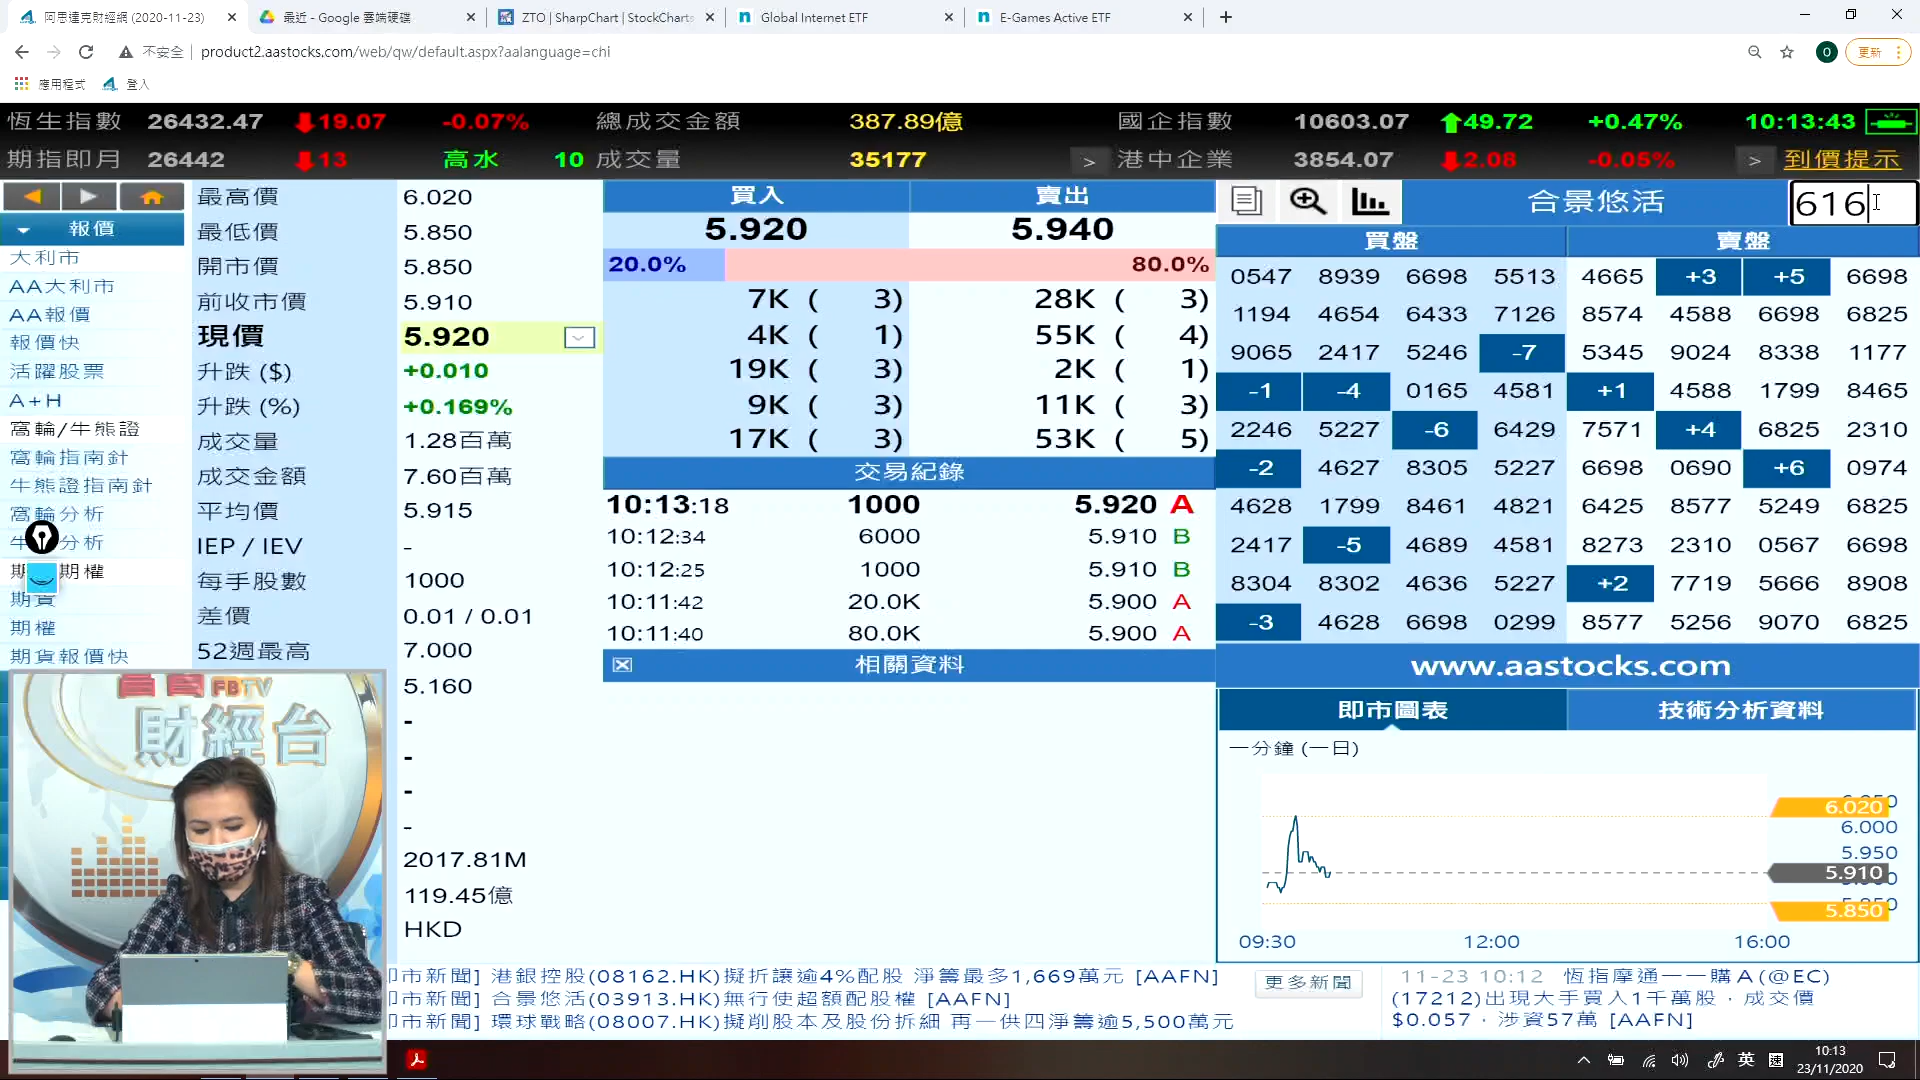 阿思達克財經網 (2020-11-23)
最近 - Google 雲端硬碟
ZTO | SharpChart | StockCharts
Global Internet ETF
E-Games Active ETF
不安全 | product2.aastocks.com/web/qw/default.aspx?aalanguage=chi
O
更新
應用程式
登入
恆生指數 26432.47 19.07 -0.07% 總成交金額 387.89億 國企指數 10603.07 49.72 +0.47% 10:13:43
期指即月 26442 13 高水 10 成交量 35177 > 港中企業 3854.07 2.08 -0.05% > 到價提示
報價
大利市
AA大利市
AA報價
報價快
活躍股票
A+H
窩輪/牛熊證
窩輪指南針
牛熊證指南針
窩輪分析
牛 分析
期 期權
期貨
期權
期貨報價快
最高價 6.020
最低價 5.850
開市價 5.850
前收市價 5.910
現價 5.920
升跌 ($) +0.010
升跌 (%) +0.169%
成交量 1.28百萬
成交金額 7.60百萬
平均價 5.915
IEP / IEV -
每手股數 1000
差價 0.01 / 0.01
52週最高 7.000
5.160
-
-
-
-
2017.81M
119.45億
HKD
買入 賣出
5.920 5.940
20.0% 80.0%
7K ( 3) 28K ( 3)
4K ( 1) 55K ( 4)
19K ( 3) 2K ( 1)
9K ( 3) 11K ( 3)
17K ( 3) 53K ( 5)
交易紀錄
10:13:18 1000 5.920 A
10:12:34 6000 5.910 B
10:12:25 1000 5.910 B
10:11:42 20.0K 5.900 A
10:11:40 80.0K 5.900 A
相關資料
合景悠活 616
買盤 賣盤
0547 8939 6698 5513 4665 +3 +5 6698
1194 4654 6433 7126 8574 4588 6698 6825
9065 2417 5246 -7 5345 9024 8338 1177
-1 -4 0165 4581 +1 4588 1799 8465
2246 5227 -6 6429 7571 +4 6825 2310
-2 4627 8305 5227 6698 0690 +6 0974
4628 1799 8461 4821 6425 8577 5249 6825
2417 -5 4689 4581 8273 2310 0567 6698
8304 8302 4636 5227 +2 7719 5666 8908
-3 4628 6698 0299 8577 5256 9070 6825
www.aastocks.com
即市圖表 技術分析資料
一分鐘 (一日)
6.020
6.000
5.950
5.910
5.850
09:30 12:00 16:00
FBTV
財經台
即市新聞] 港銀控股(08162.HK)擬折讓逾4%配股 淨籌最多1,669萬元 [AAFN]
即市新聞] 合景悠活(03913.HK)無行使超額配股權 [AAFN]
即市新聞] 環球戰略(08007.HK)擬削股本及股份拆細 再一供四淨籌逾5,500萬元
更多新聞
11-23 10:12 恆指摩通一一購A(@EC)
(17212)出現大手買入1千萬股，成交價
$0.057，涉資57萬 [AAFN]
英
10:13
23/11/2020